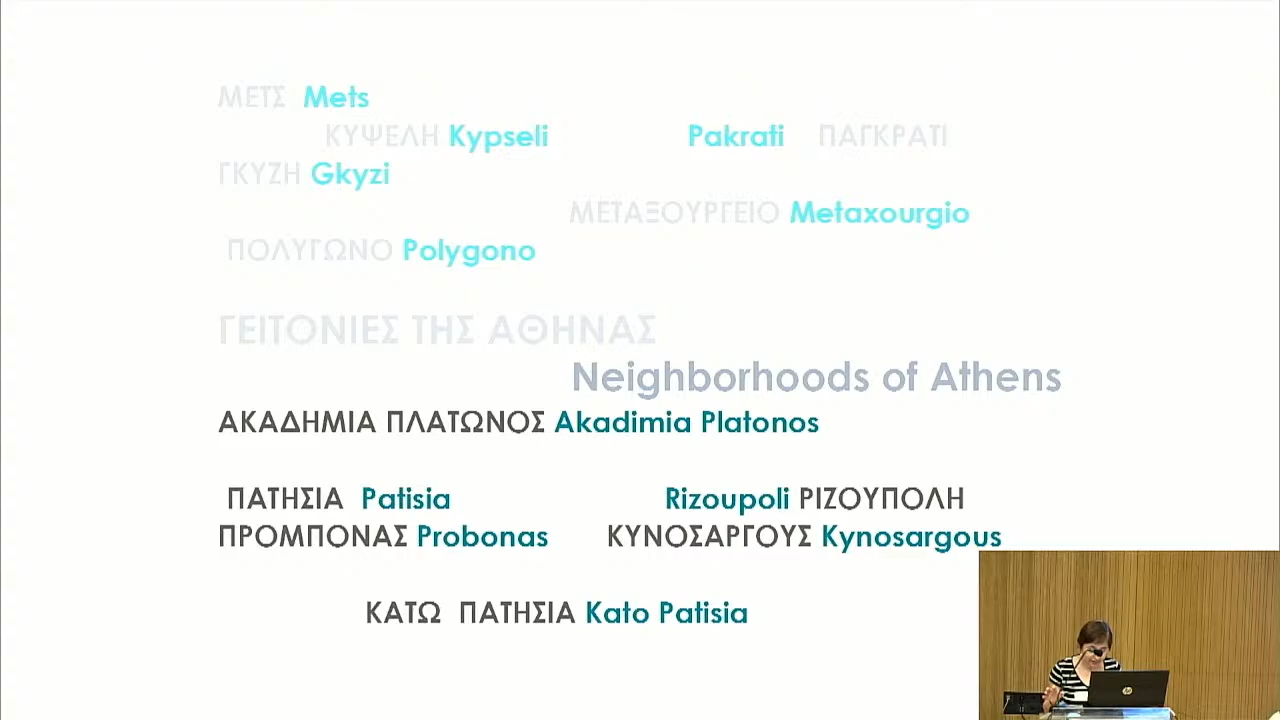 ΜΕΤΣ Mets
ΚΥΨΕΛΗ Kypseli Pakrati ΠΑΓΚΡΑΤΙ
ΓΚΥΖΗ Gkyzi
ΜΕΤΑΞΟΥΡΓΕΙΟ Metaxourgio
ΠΟΛΥΓΩΝΟ Polygono
ΓΕΙΤΟΝΙΕΣ ΤΗΣ ΑΘΗΝΑΣ
Neighborhoods of Athens
ΑΚΑΔΗΜΙΑ ΠΛΑΤΩΝΟΣ Akadimia Platonos
ΠΑΤΗΣΙΑ Patisia Rizoupoli ΡΙΖΟΥΠΟΛΗ
ΠΡΟΜΠΟΝΑΣ Probonas ΚΥΝΟΣΑΡΓΟΥΣ Kynosargous
ΚΑΤΩ ΠΑΤΗΣΙΑ Kato Patisia